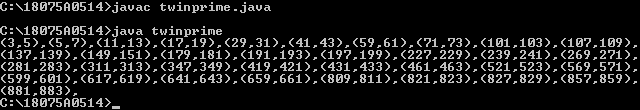 C:\18075A0514>javac twinprime.java
C:\18075A0514>java twinprime
(3,5),(5,7),(11,13),(17,19),(29,31),(41,43),(59,61),(71,73),(101,103),(107,109),
(137,139),(149,151),(179,181),(191,193),(197,199),(227,229),(239,241),(269,271),
(281,283),(311,313),(347,349),(419,421),(431,433),(461,463),(521,523),(569,571),
(599,601),(617,619),(641,643),(659,661),(809,811),(821,823),(827,829),(857,859),
(881,883),
C:\18075A0514>_